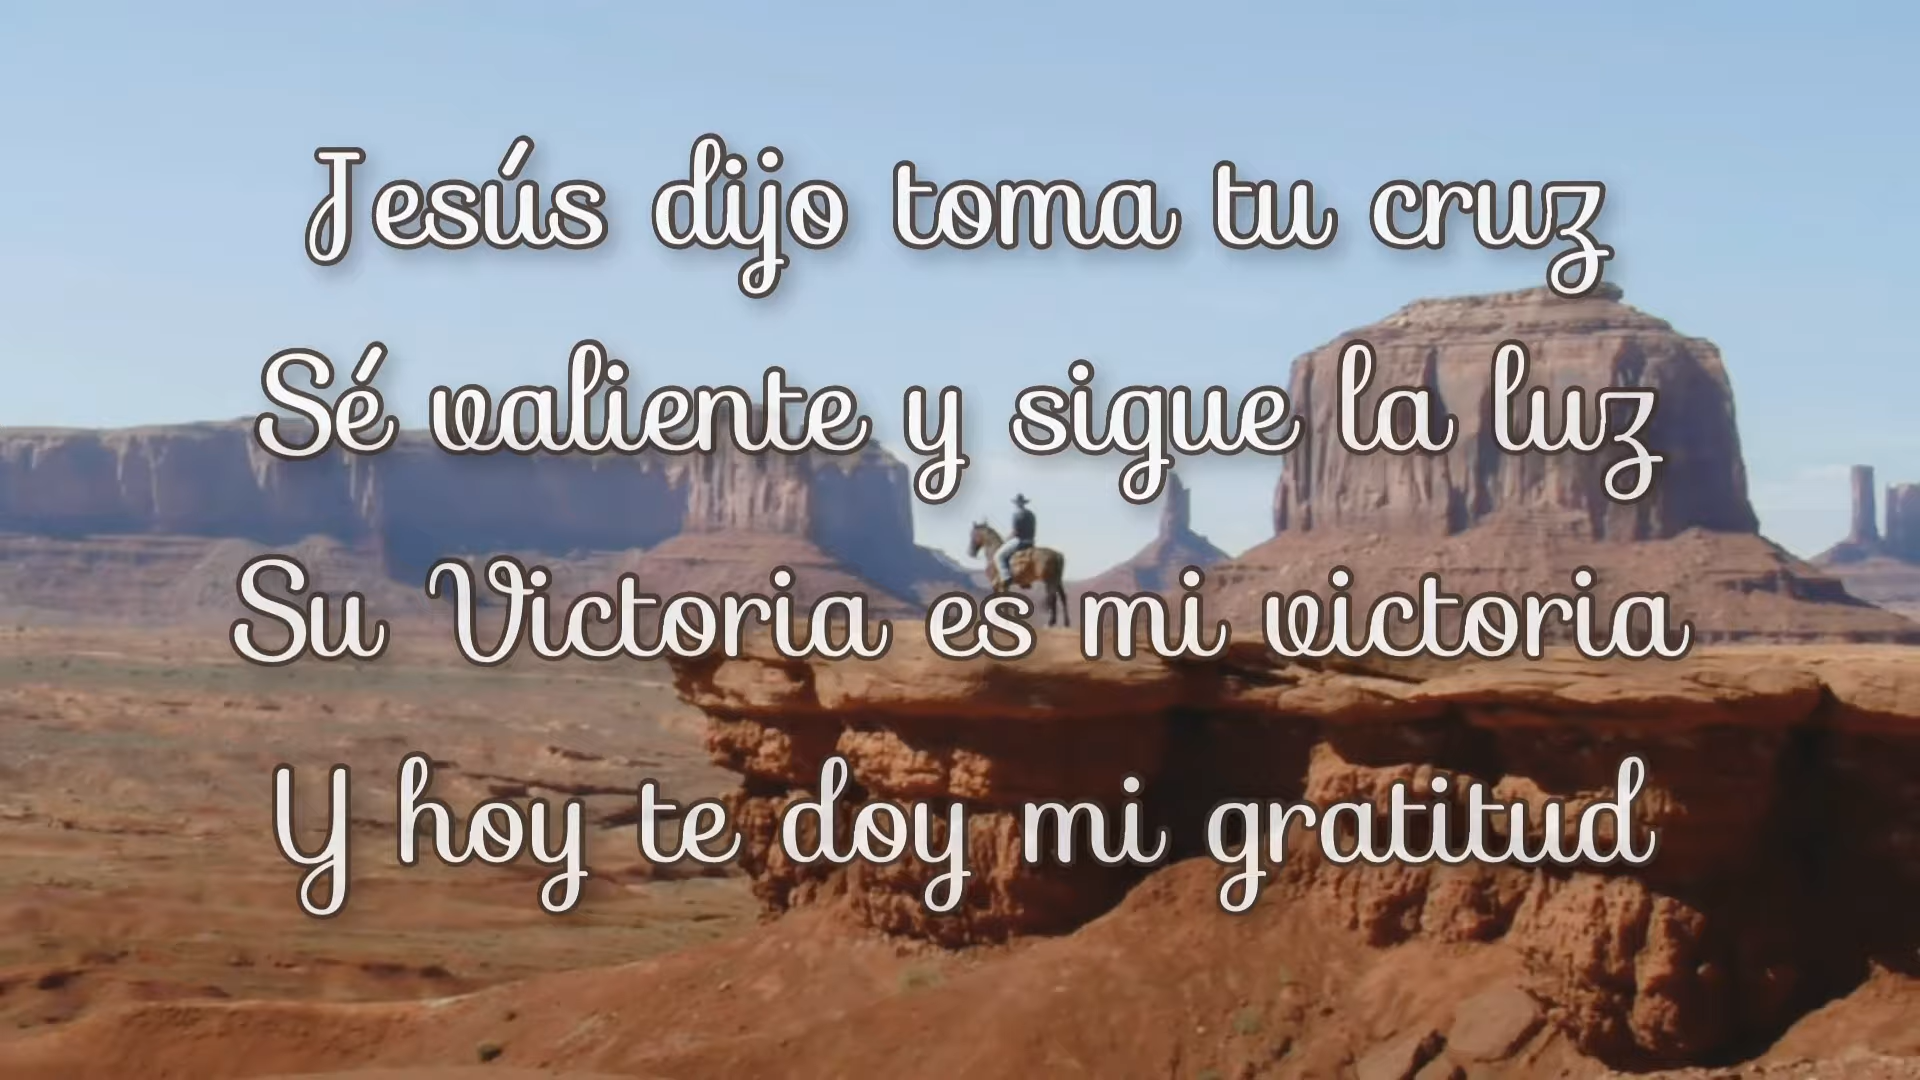 Jesús dijo toma tu cruz
Sé valiente y sigue la luz
Su Victoria es mi victoria
Y hoy te doy mi gratitud